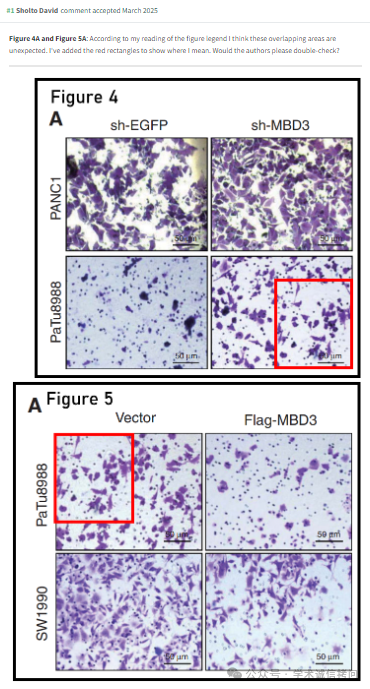 #1 Sholto David comment accepted March 2025
Figure 4A and Figure 5A: According to my reading of the figure legend I think these overlapping areas are
unexpected. I've added the red rectangles to show where I mean. Would the authors please double-check?
Figure 4
A
sh-EGFP
sh-MBD3
PANC1
50 μm
50 μm
PaTu8988
50 μm
50 μm
A Figure 5
Vector
Flag-MBD3
PaTu8988
50 μm
50 μm
SW1990
50 μm
50 μm
公众号 · 学术诚信拷问